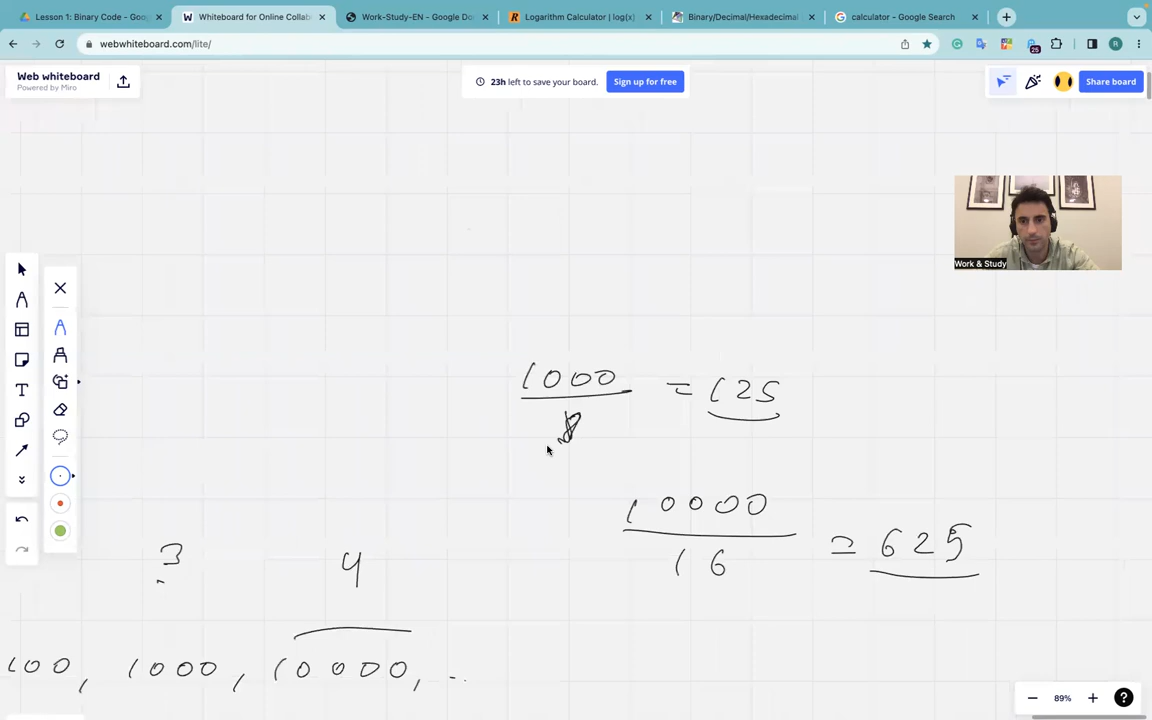 Lesson 1: Binary Code - Goog
Whiteboard for Online Collab
Work-Study-EN - Google Do
Logarithm Calculator | log(x)
Binary/Decimal/Hexadecimal
calculator - Google Search
webwhiteboard.com/lite/
25
R
Web whiteboard
Powered by Miro
23h left to save your board.
Sign up for free
Share board
Work & Study
1000
= 125
8
10000
= 625
16
3
4
100, 1000, 10000, ...
89%